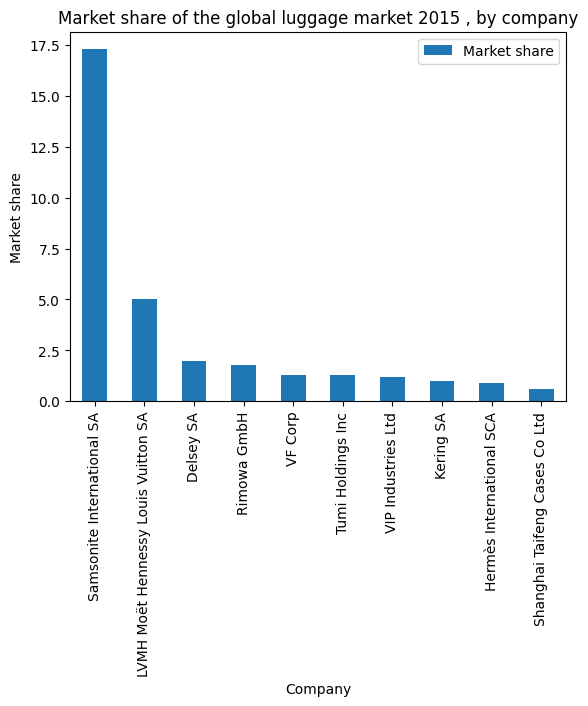 Market share of the global luggage market 2015 , by company
Market share
17.5
15.0
12.5
10.0
7.5
5.0
2.5
0.0
Market share
Samsonite International SA
LVMH Moët Hennessy Louis Vuitton SA
Delsey SA
Rimowa GmbH
VF Corp
Tumi Holdings Inc
VIP Industries Ltd
Kering SA
Hermès International SCA
Shanghai Taifeng Cases Co Ltd
Company